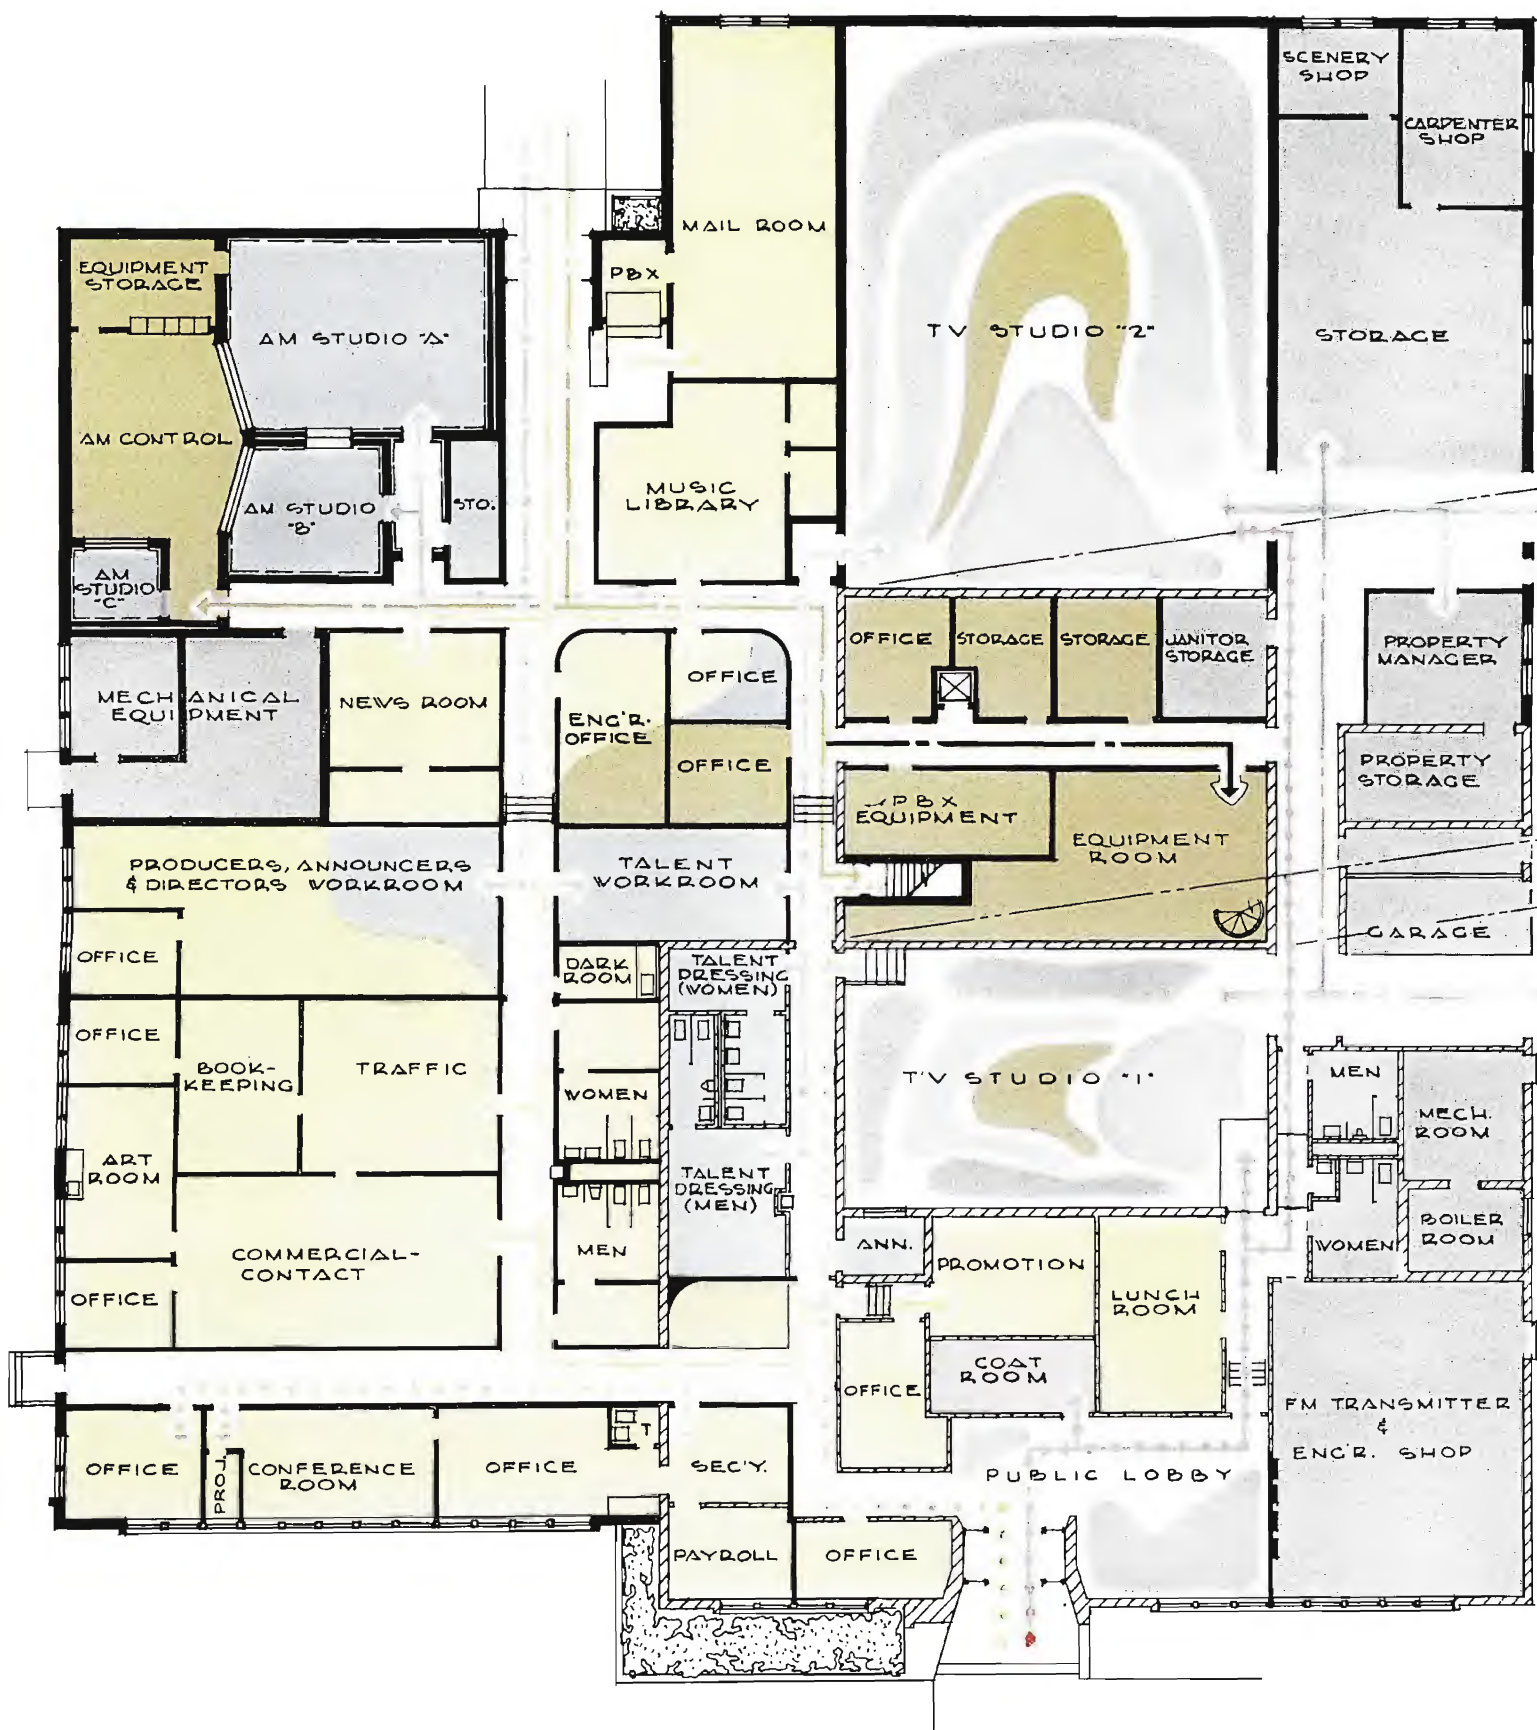 SCENERY
SHOP
CARPENTER
SHOP
MAIL ROOM
EQUIPMENT
STORAGE
PBX
AM STUDIO "A"
TV STUDIO "2"
STORAGE
AM CONTROL
AM STUDIO
"B"
STO.
MUSIC
LIBRARY
AM
STUDIO
"C"
OFFICE
STORAGE
STORAGE
JANITOR
STORAGE
PROPERTY
MANAGER
MECHANICAL
EQUIPMENT
NEWS ROOM
ENG'R.
OFFICE
OFFICE
OFFICE
PROPERTY
STORAGE
PBX
EQUIPMENT
EQUIPMENT
ROOM
PRODUCERS, ANNOUNCERS
& DIRECTORS WORKROOM
TALENT
WORKROOM
GARAGE
OFFICE
DARK
ROOM
TALENT
DRESSING
(WOMEN)
OFFICE
BOOK-
KEEPING
TRAFFIC
WOMEN
TV STUDIO "1"
MEN
MECH.
ROOM
ART
ROOM
TALENT
DRESSING
(MEN)
COMMERCIAL-
CONTACT
MEN
ANN.
PROMOTION
LUNCH
ROOM
WOMEN
BOILER
ROOM
OFFICE
COAT
ROOM
OFFICE
FM TRANSMITTER
&
ENG'R. SHOP
OFFICE
PROJ.
CONFERENCE
ROOM
OFFICE
T
SEC'Y.
PUBLIC LOBBY
PAYROLL
OFFICE